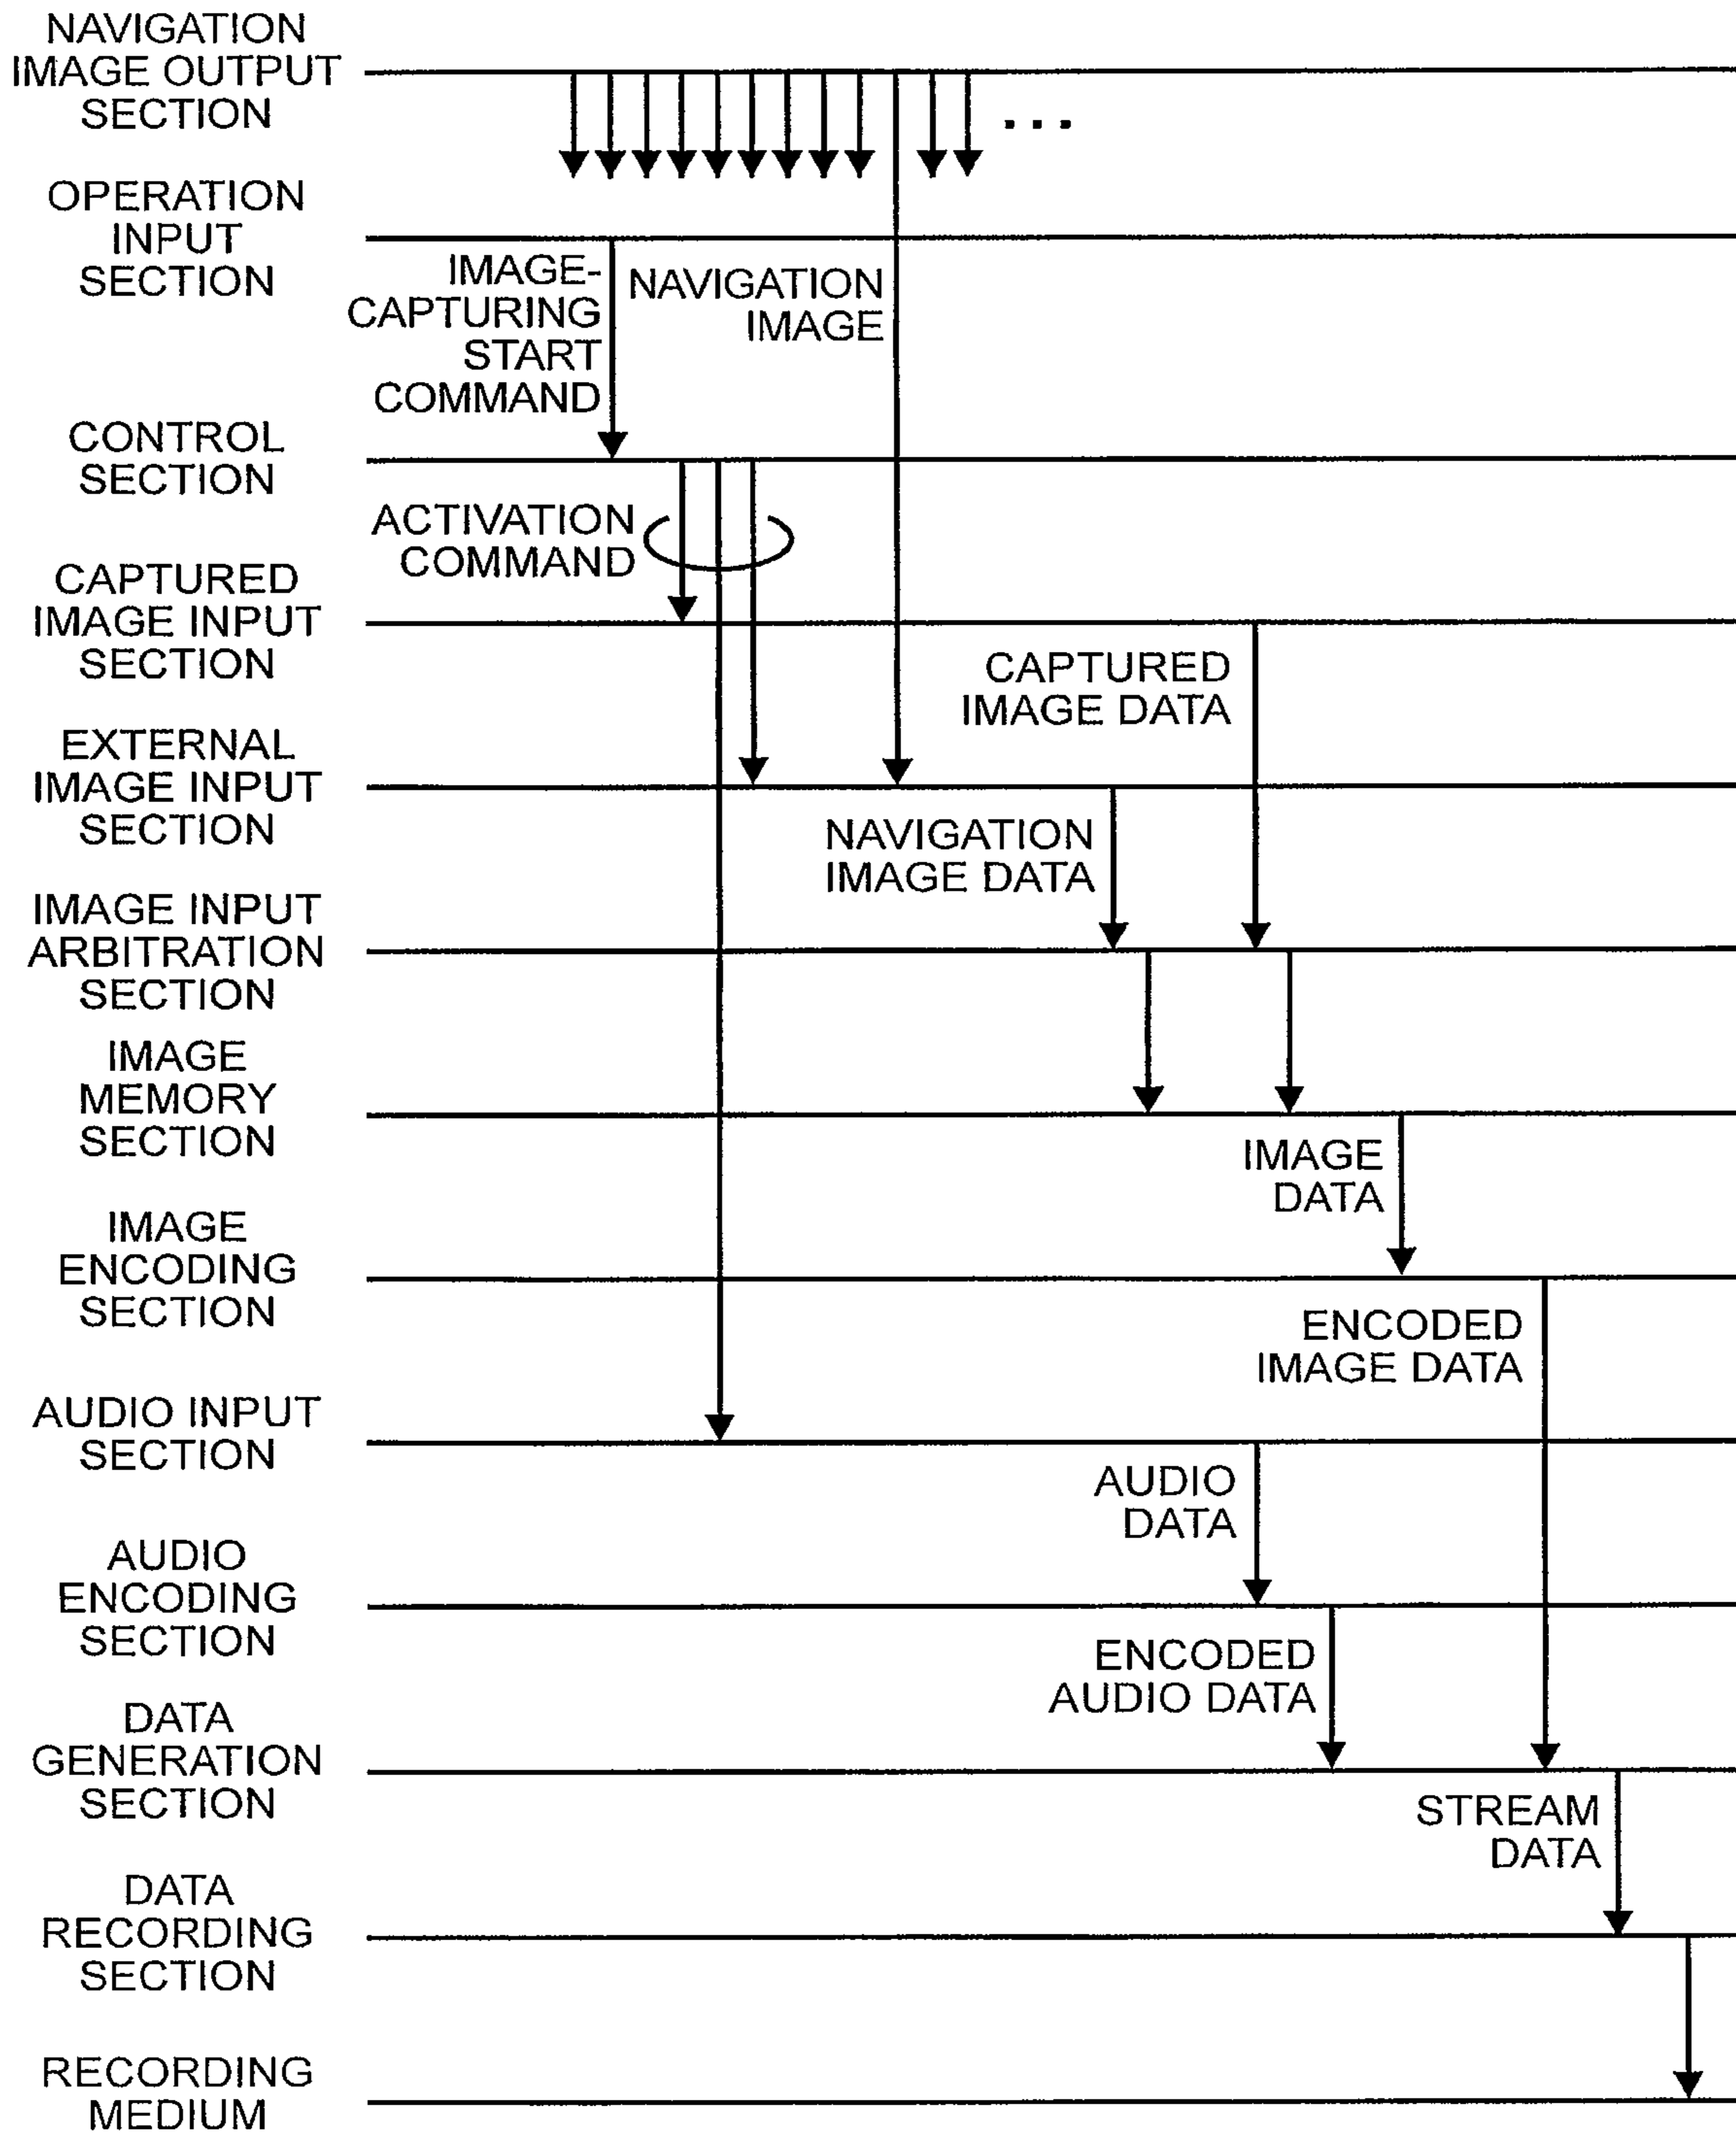 NAVIGATION
IMAGE OUTPUT
SECTION
...
OPERATION
INPUT
SECTION
IMAGE-
CAPTURING
START
COMMAND
NAVIGATION
IMAGE
CONTROL
SECTION
ACTIVATION
COMMAND
CAPTURED
IMAGE INPUT
SECTION
CAPTURED
IMAGE DATA
EXTERNAL
IMAGE INPUT
SECTION
NAVIGATION
IMAGE DATA
IMAGE INPUT
ARBITRATION
SECTION
IMAGE
MEMORY
SECTION
IMAGE
DATA
IMAGE
ENCODING
SECTION
ENCODED
IMAGE DATA
AUDIO INPUT
SECTION
AUDIO
DATA
AUDIO
ENCODING
SECTION
ENCODED
AUDIO DATA
DATA
GENERATION
SECTION
STREAM
DATA
DATA
RECORDING
SECTION
RECORDING
MEDIUM